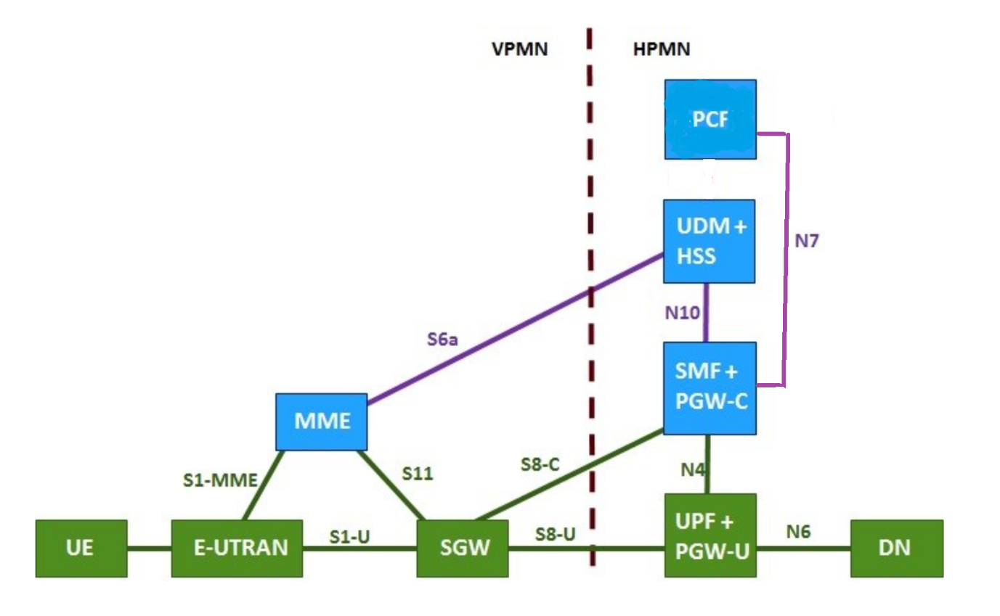 VPMN
HPMN
PCF
UDM +
HSS
N7
N10
S6a
SMF +
PGW-C
MME
S1-MME
S11
S8-C
N4
UE
E-UTRAN
S1-U
SGW
S8-U
UPF +
PGW-U
N6
DN